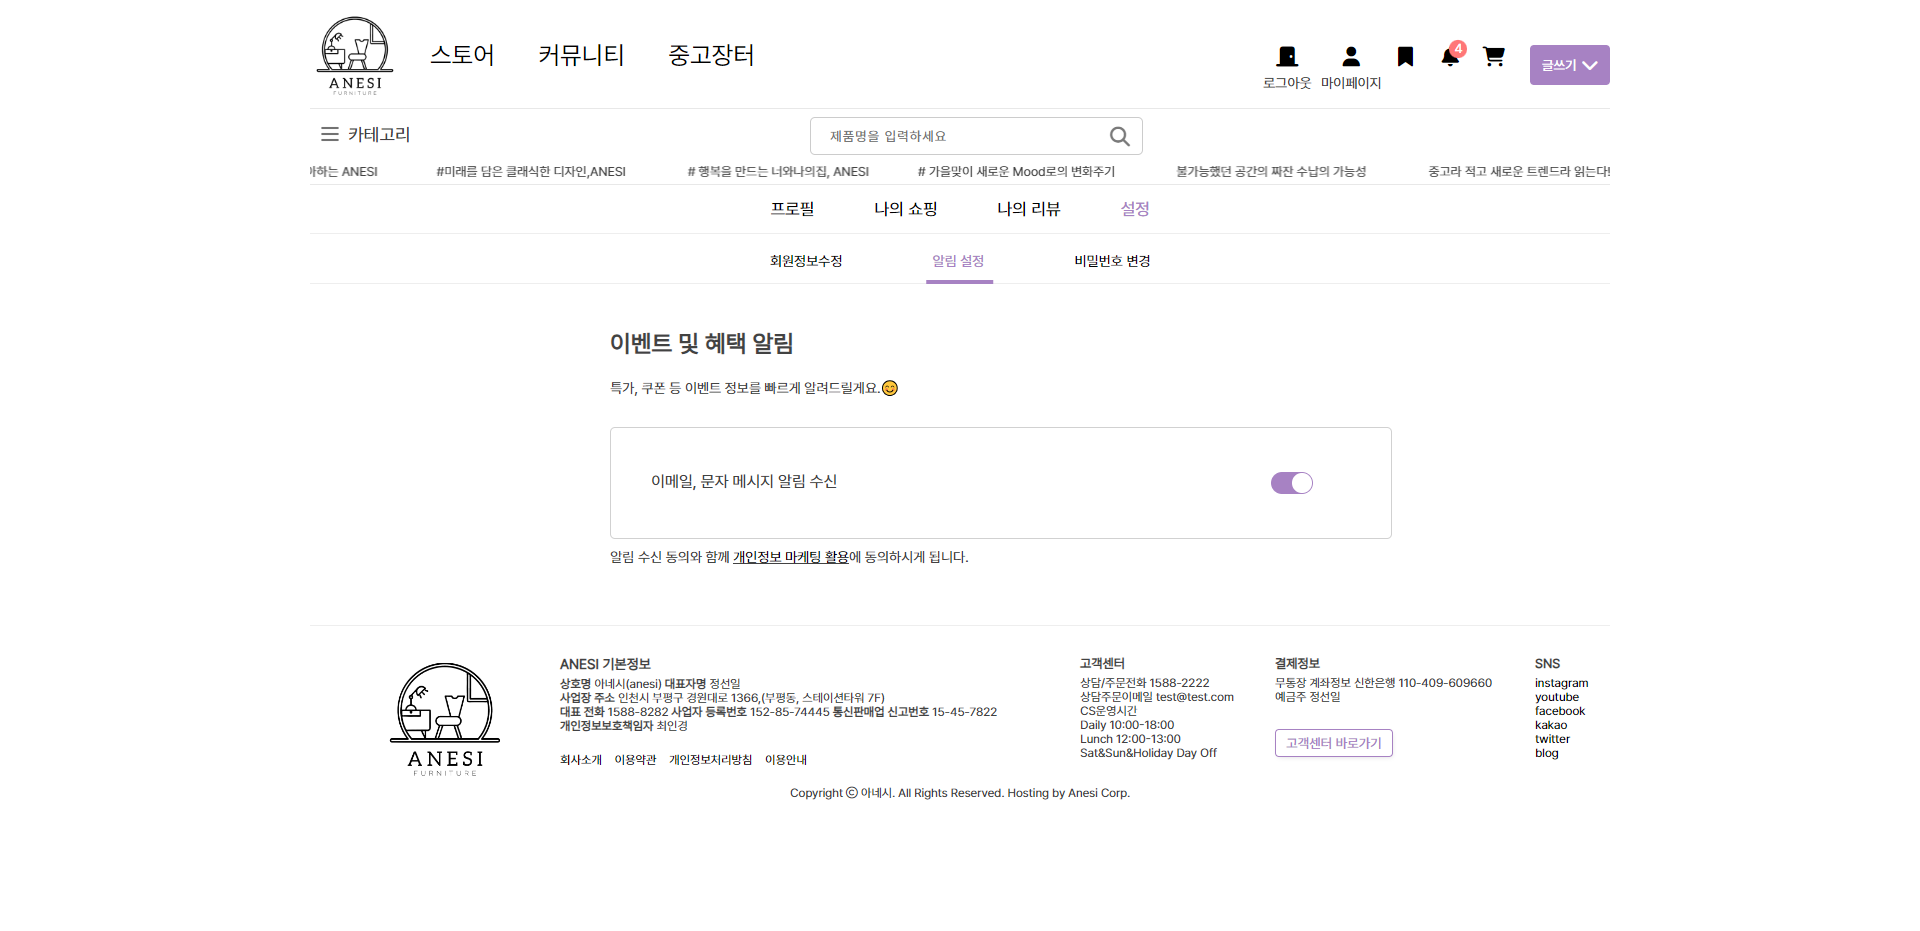 ANESI
FURNITURE
스토어 커뮤니티 중고장터
4
로그아웃 마이페이지
글쓰기
카테고리
제품명을 입력하세요
하는 ANESI #미래를 담은 클래식한 디자인,ANESI # 행복을 만드는 너와나의집, ANESI # 가을맞이 새로운 Mood로의 변화주기 불가능했던 공간의 짜잔 수납의 가능성 중고라 적고 새로운 트렌드라 읽는다!
프로필 나의 쇼핑 나의 리뷰 설정
회원정보수정 알림 설정 비밀번호 변경
이벤트 및 혜택 알림
특가, 쿠폰 등 이벤트 정보를 빠르게 알려드릴게요.😊
이메일, 문자 메시지 알림 수신
알림 수신 동의와 함께 개인정보 마케팅 활용에 동의하시게 됩니다.
ANESI
FURNITURE
ANESI 기본정보
상호명 아네시(anesi) 대표자명 정선일
사업장 주소 인천시 부평구 경원대로 1366,(부평동, 스테이션타워 7F)
대표 전화 1588-8282 사업자 등록번호 152-85-74445 통신판매업 신고번호 15-45-7822
개인정보보호책임자 최인경
회사소개 이용약관 개인정보처리방침 이용안내
고객센터
상담/주문전화 1588-2222
상담주문이메일 test@test.com
CS운영시간
Daily 10:00-18:00
Lunch 12:00-13:00
Sat&Sun&Holiday Day Off
결제정보
무통장 계좌정보 신한은행 110-409-609660
예금주 정선일
고객센터 바로가기
SNS
instagram
youtube
facebook
kakao
twitter
blog
Copyright ⓒ 아네시. All Rights Reserved. Hosting by Anesi Corp.